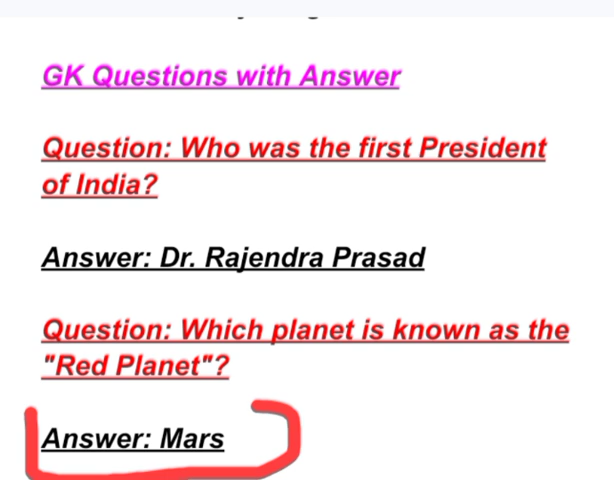 GK Questions with Answer
Question: Who was the first President
of India?
Answer: Dr. Rajendra Prasad
Question: Which planet is known as the
"Red Planet"?
Answer: Mars